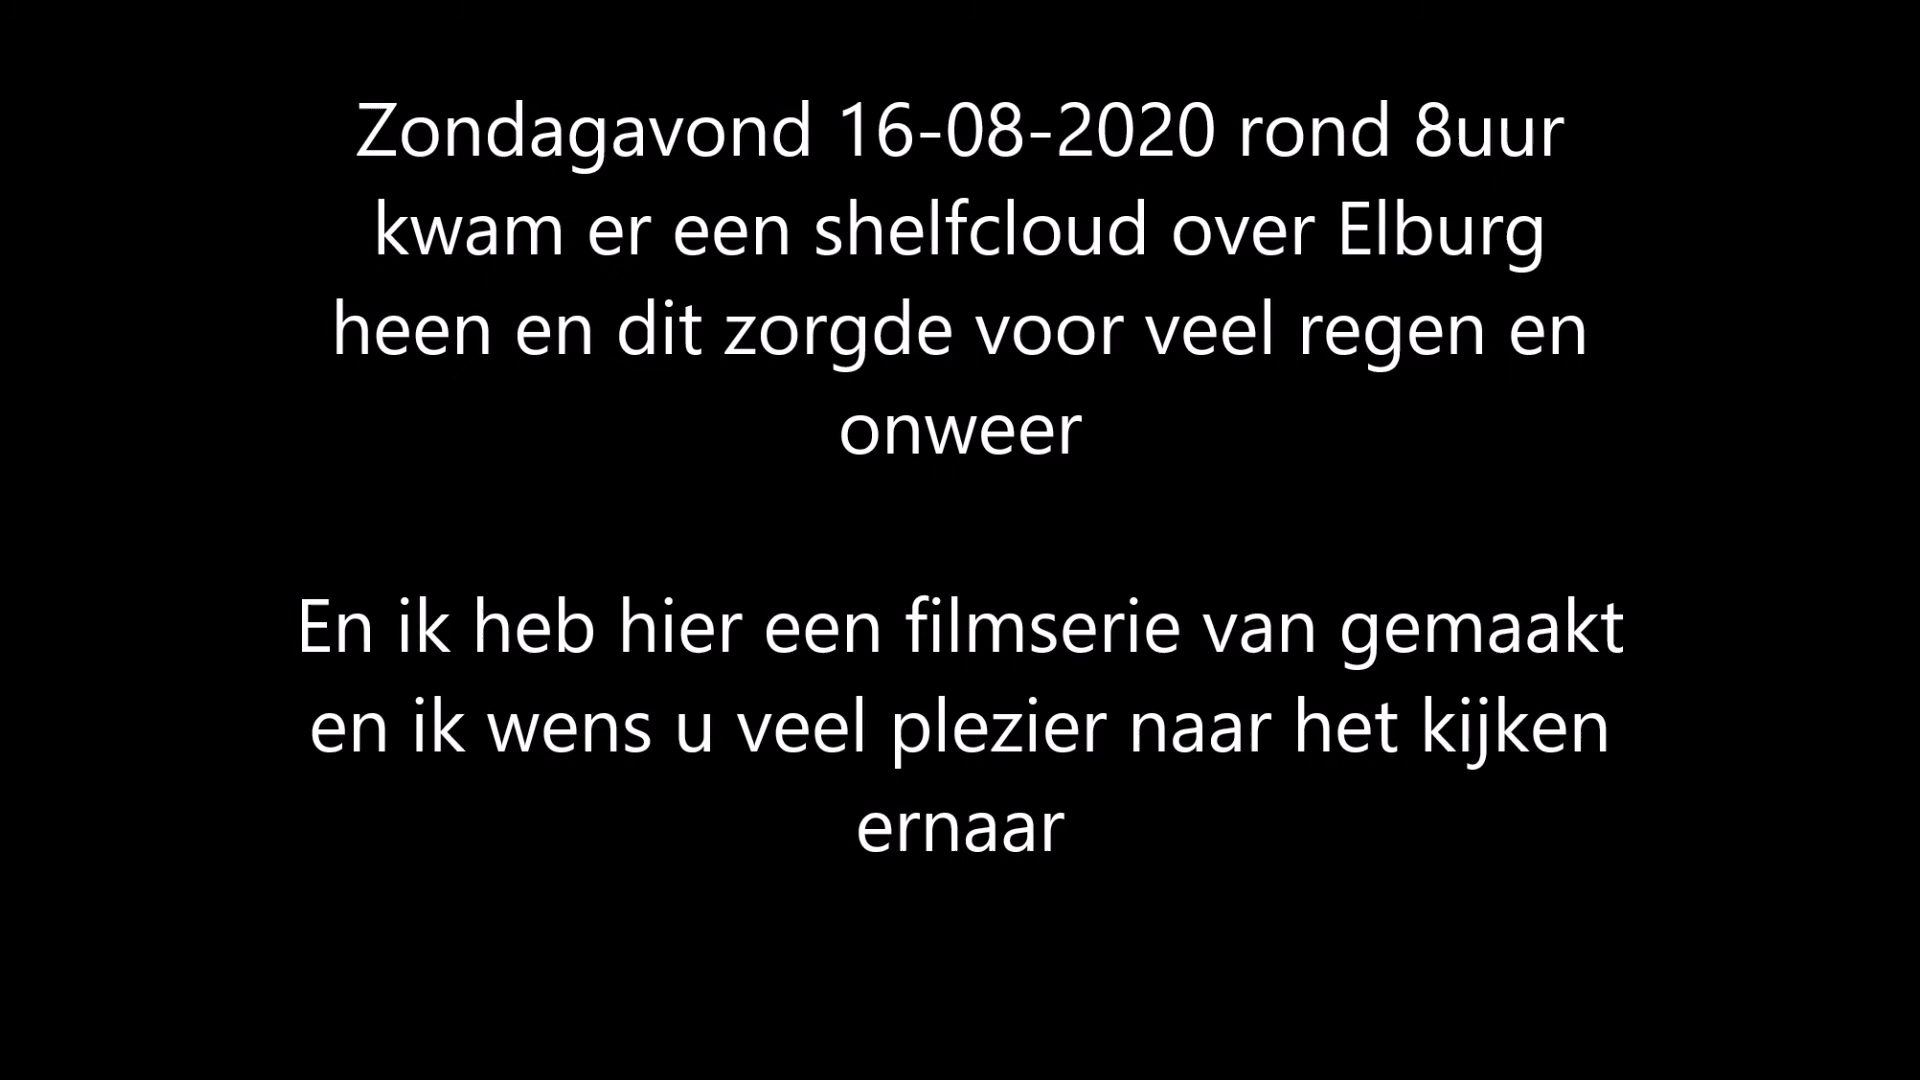 Zondagavond 16-08-2020 rond 8uur
kwam er een shelfcloud over Elburg
heen en dit zorgde voor veel regen en
onweer
En ik heb hier een filmserie van gemaakt
en ik wens u veel plezier naar het kijken
ernaar